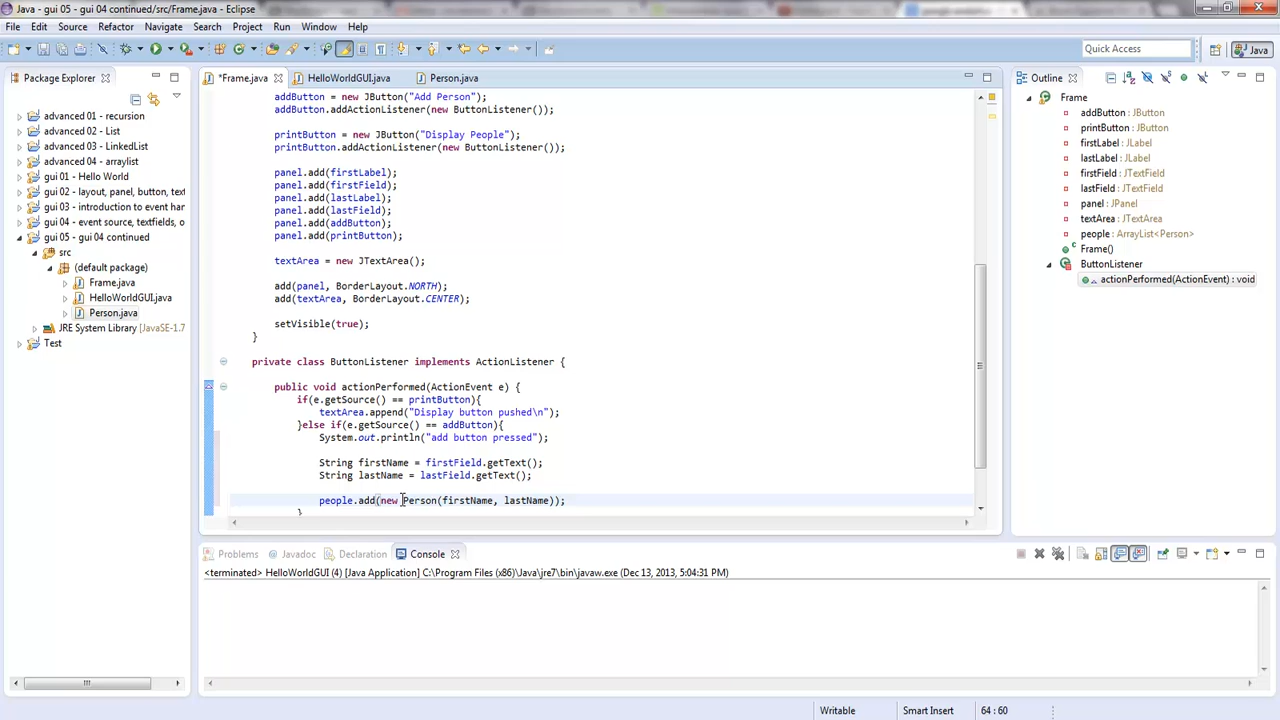 Java - gui 05 - gui 04 continued/src/Frame.java - Eclipse
File Edit Source Refactor Navigate Search Project Run Window Help
Quick Access
Java
Package Explorer
advanced 01 - recursion
advanced 02 - List
advanced 03 - LinkedList
advanced 04 - arraylist
gui 01 - Hello World
gui 02 - layout, panel, button, text
gui 03 - introduction to event han
gui 04 - event source, textfields, o
gui 05 - gui 04 continued
src
(default package)
Frame.java
HelloWorldGUI.java
Person.java
JRE System Library [JavaSE-1.7
Test
*Frame.java HelloWorldGUI.java Person.java
addButton = new JButton("Add Person");
addButton.addActionListener(new ButtonListener());
printButton = new JButton("Display People");
printButton.addActionListener(new ButtonListener());
panel.add(firstLabel);
panel.add(firstField);
panel.add(lastLabel);
panel.add(lastField);
panel.add(addButton);
panel.add(printButton);
textArea = new JTextArea();
add(panel, BorderLayout.NORTH);
add(textArea, BorderLayout.CENTER);
setVisible(true);
}
private class ButtonListener implements ActionListener {
public void actionPerformed(ActionEvent e) {
if(e.getSource() == printButton){
textArea.append("Display button pushed\n");
}else if(e.getSource() == addButton){
System.out.println("add button pressed");
String firstName = firstField.getText();
String lastName = lastField.getText();
people.add(new Person(firstName, lastName));
}
Outline
Frame
addButton : JButton
printButton : JButton
firstLabel : JLabel
lastLabel : JLabel
firstField : JTextField
lastField : JTextField
panel : JPanel
textArea : JTextArea
people : ArrayList<Person>
Frame()
ButtonListener
actionPerformed(ActionEvent) : void
Problems Javadoc Declaration Console
<terminated> HelloWorldGUI (4) [Java Application] C:\Program Files (x86)\Java\jre7\bin\javaw.exe (Dec 13, 2013, 5:04:31 PM)
Writable Smart Insert 64 : 60